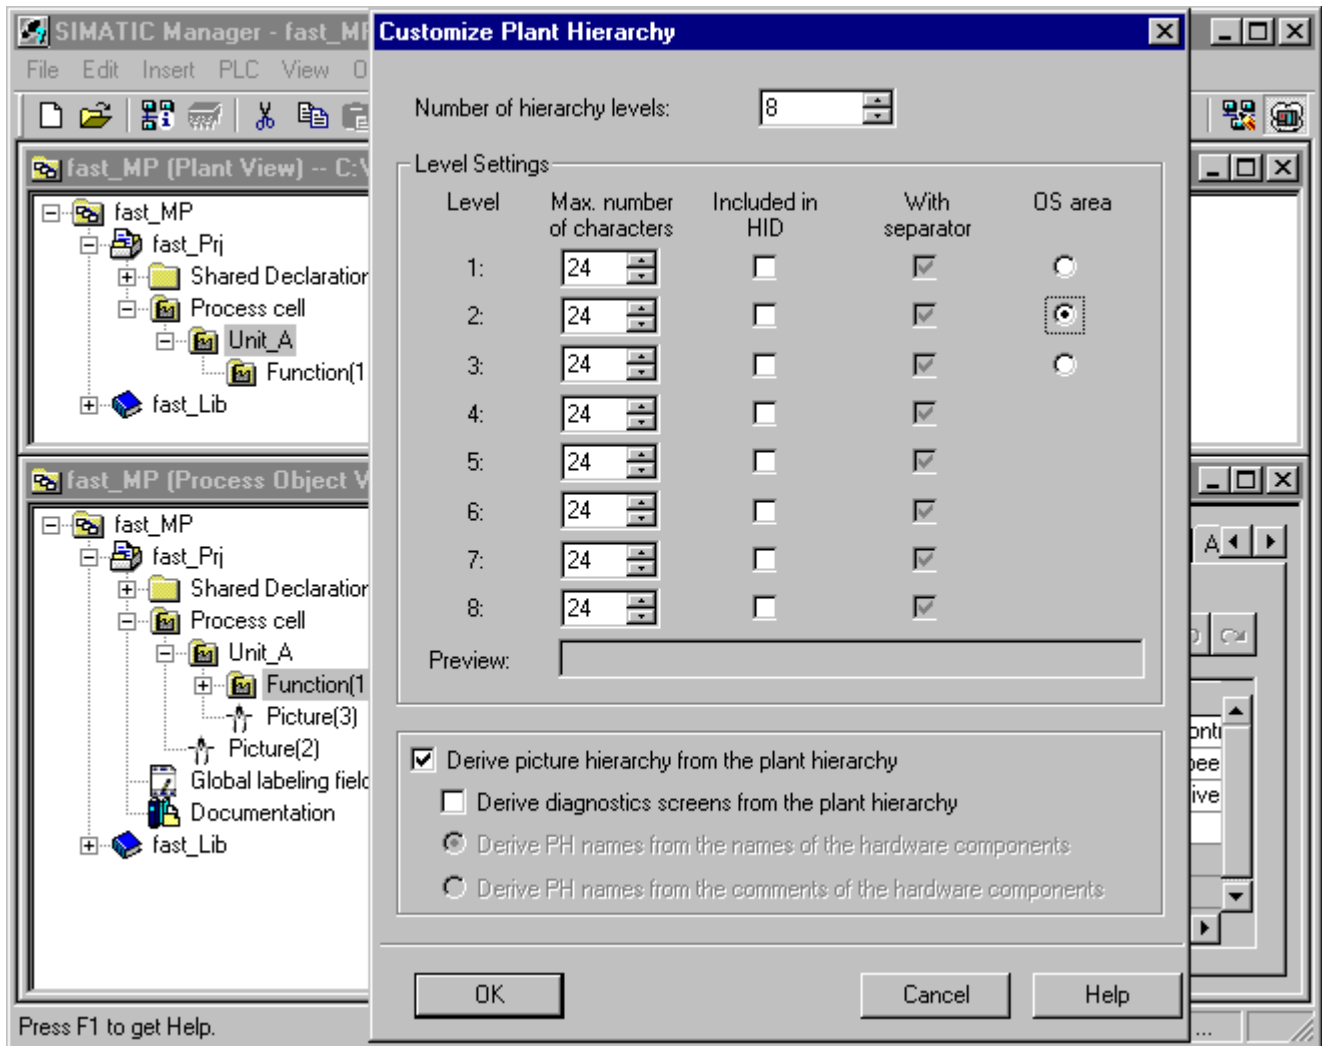 SIMATIC Manager - fast_MP
File Edit Insert PLC View O
fast_MP (Plant View) -- C:\
fast_MP
fast_Prj
Shared Declaration
Process cell
Unit_A
Function(1
fast_Lib
fast_MP (Process Object V
fast_MP
fast_Prj
Shared Declaration
Process cell
Unit_A
Function(1
Picture(3)
Picture(2)
Global labeling field
Documentation
fast_Lib
Press F1 to get Help.
Customize Plant Hierarchy
Number of hierarchy levels: 8
Level Settings
Level Max. number of characters Included in HID With separator OS area
1: 24
2: 24
3: 24
4: 24
5: 24
6: 24
7: 24
8: 24
Preview:
Derive picture hierarchy from the plant hierarchy
Derive diagnostics screens from the plant hierarchy
Derive PH names from the names of the hardware components
Derive PH names from the comments of the hardware components
OK Cancel Help
A
ontr
pee
ive
...